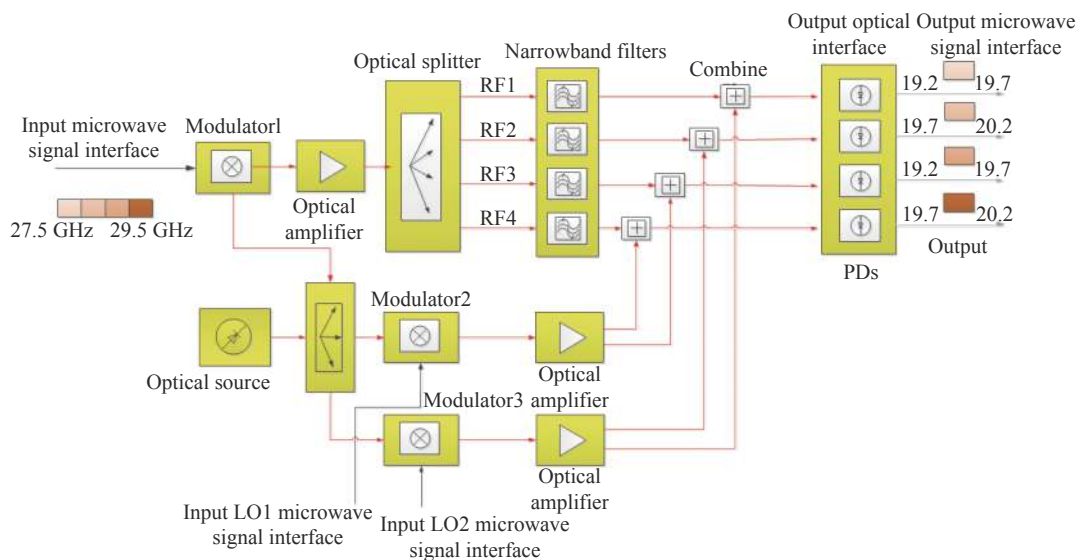 Output optical interface
Output microwave signal interface
Narrowband filters
Optical splitter
Combine
RF1
19.2
19.7
Input microwave signal interface
Modulator1
RF2
19.7
20.2
RF3
19.2
19.7
27.5 GHz
29.5 GHz
Optical amplifier
RF4
19.7
20.2
Output
PDs
Modulator2
Optical source
Optical amplifier
Modulator3
Optical amplifier
Input LO1 microwave signal interface
Input LO2 microwave signal interface